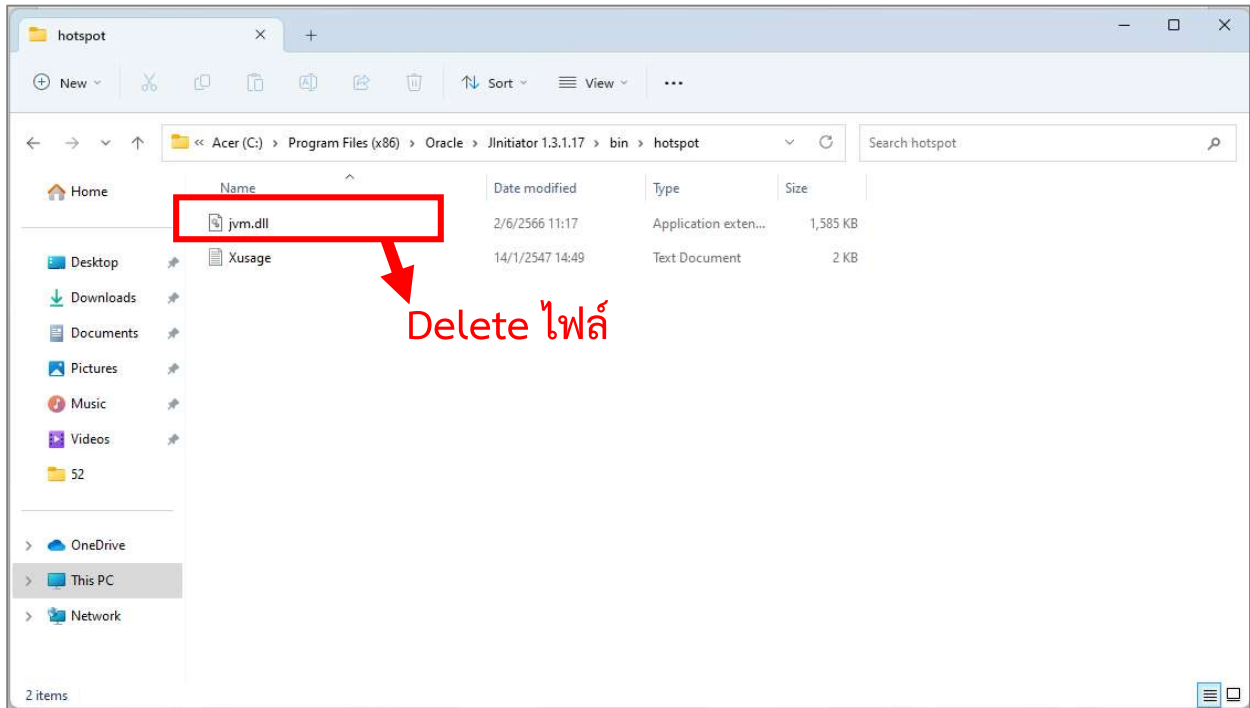 hotspot
New
Sort
View
« Acer (C:) › Program Files (x86) › Oracle › JInitiator 1.3.1.17 › bin › hotspot
Search hotspot
Name Date modified Type Size
jvm.dll 2/6/2566 11:17 Application exten... 1,585 KB
Xusage 14/1/2547 14:49 Text Document 2 KB
Delete ไฟล์
Home
Desktop
Downloads
Documents
Pictures
Music
Videos
52
OneDrive
This PC
Network
2 items